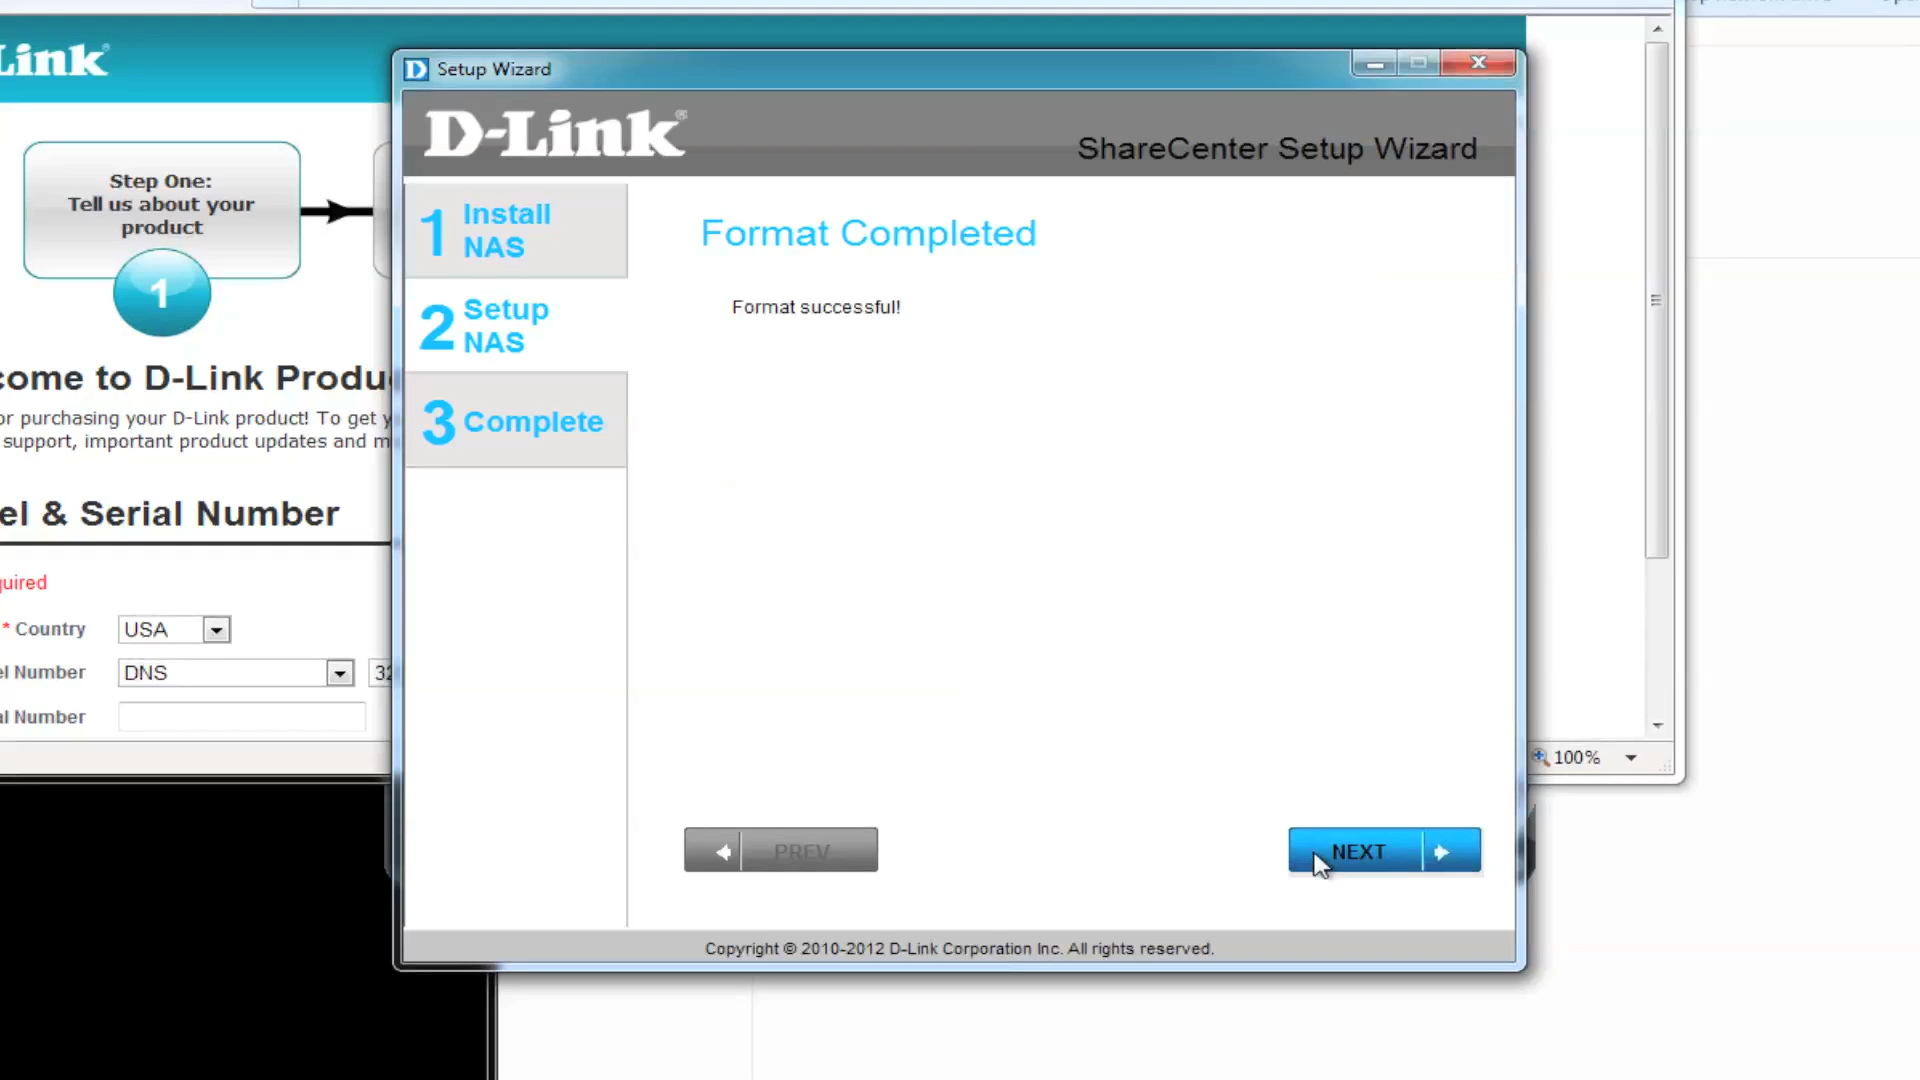 Link®
Step One:
Tell us about your
product
1
come to D-Link Produ
or purchasing your D-Link product! To get y
support, important product updates and m
el & Serial Number
quired
* Country USA
el Number DNS 32
al Number
Setup Wizard
D-Link®
ShareCenter Setup Wizard
1 Install
NAS
2 Setup
NAS
3 Complete
Format Completed
Format successful!
PREV
NEXT
Copyright © 2010-2012 D-Link Corporation Inc. All rights reserved.
100%